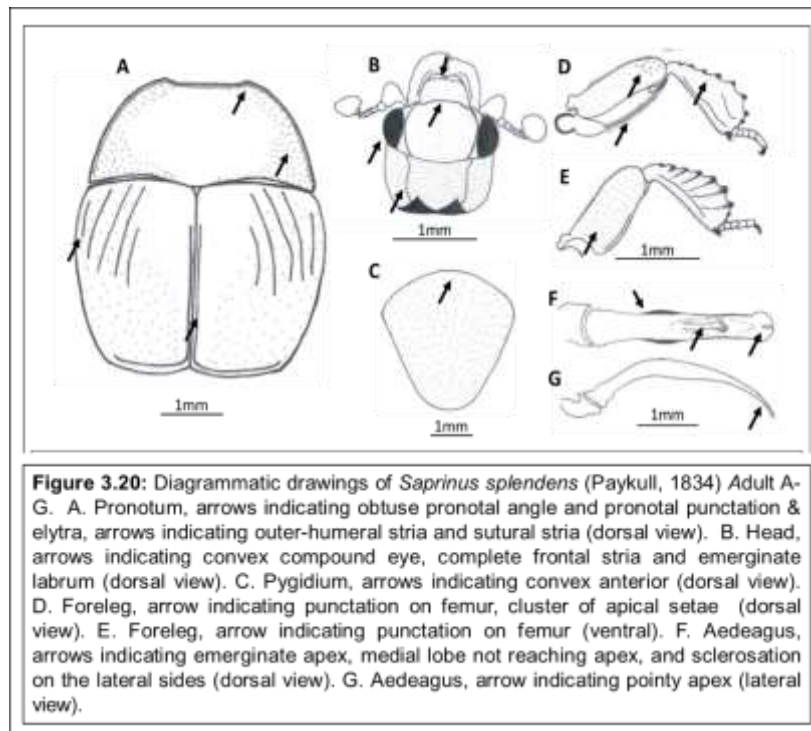 A
B
D
E
1mm
C
1mm
F
G
1mm
1mm
1mm
Figure 3.20: Diagrammatic drawings of Saprinus splendens (Paykull, 1834) Adult A-
G. A. Pronotum, arrows indicating obtuse pronotal angle and pronotal punctation &
elytra, arrows indicating outer-humeral stria and sutural stria (dorsal view). B. Head,
arrows indicating convex compound eye, complete frontal stria and emerginate
labrum (dorsal view). C. Pygidium, arrows indicating convex anterior (dorsal view).
D. Foreleg, arrow indicating punctation on femur, cluster of apical setae (dorsal
view). E. Foreleg, arrow indicating punctation on femur (ventral). F. Aedeagus,
arrows indicating emerginate apex, medial lobe not reaching apex, and sclerosation
on the lateral sides (dorsal view). G. Aedeagus, arrow indicating pointy apex (lateral
view).